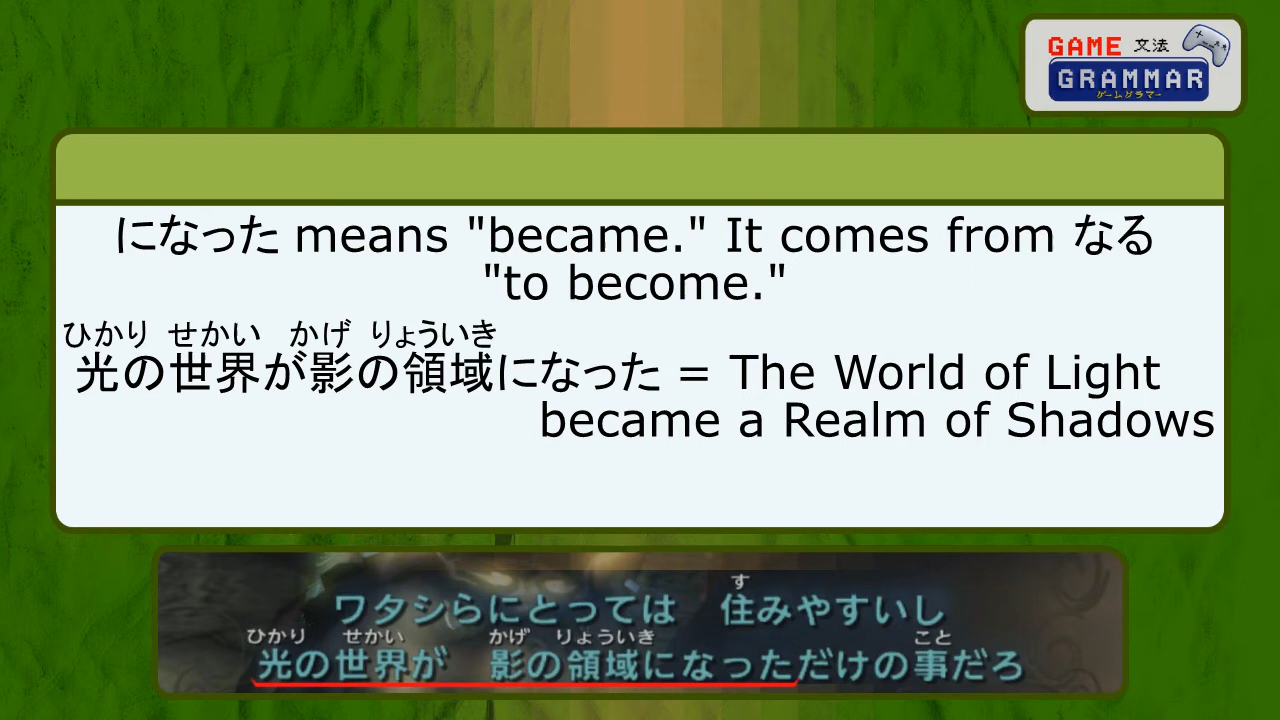 GAME 文法
GRAMMAR
ゲームグラマー
になった means "became." It comes from なる
"to become."
ひかり せかい かげ りょういき
光の世界が影の領域になった = The World of Light
became a Realm of Shadows
す
ワタシらにとっては 住みやすいし
ひかり せかい かげ りょういき こと
光の世界が 影の領域になっただけの事だろ